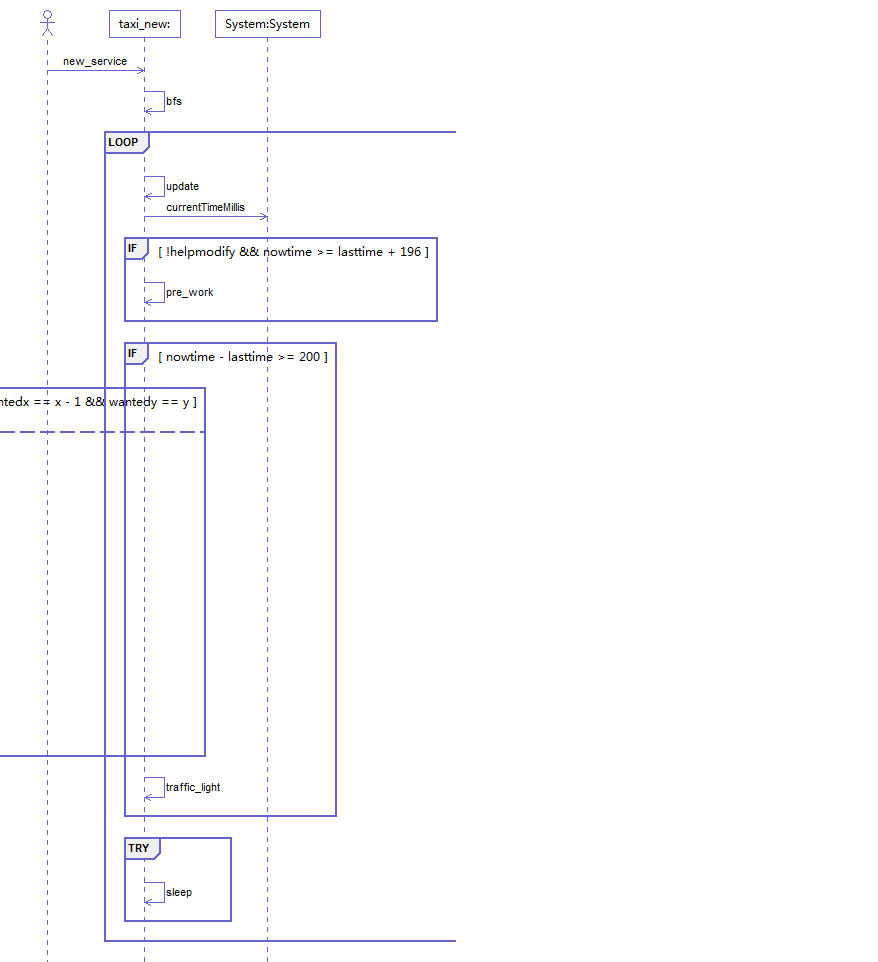 taxi_new:
System:System
new_service
bfs
LOOP
update
currentTimeMillis
IF
[ !helpmodify && nowtime >= lasttime + 196 ]
pre_work
IF
[ nowtime - lasttime >= 200 ]
ntedx == x - 1 && wantedy == y ]
traffic_light
TRY
sleep